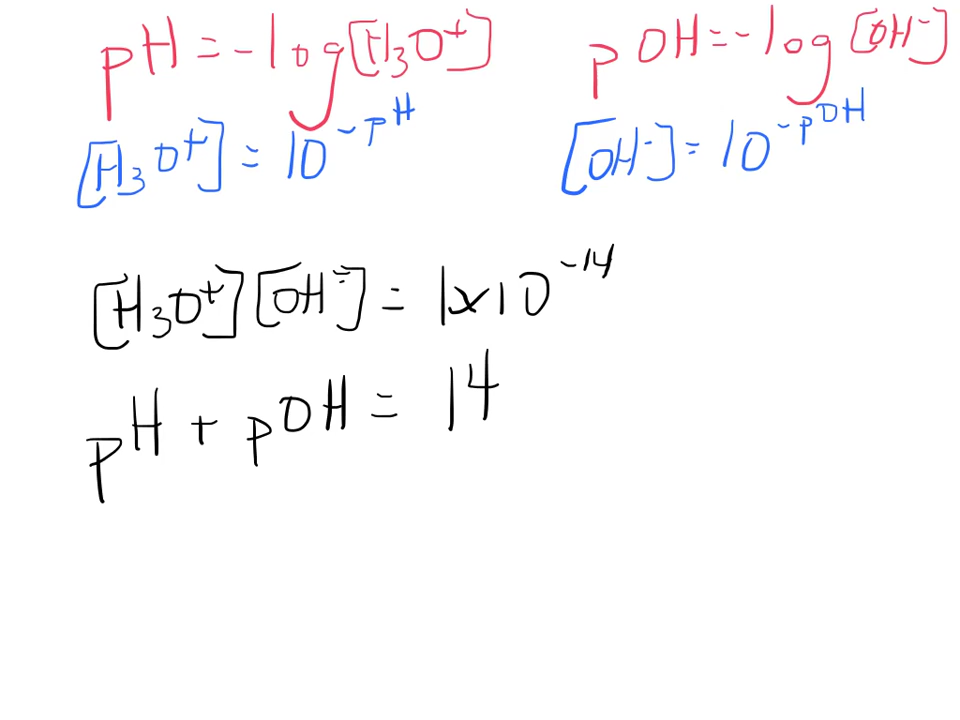 pH = -log[H₃O⁺] pOH = -log[OH⁻]
[H₃O⁺] = 10⁻ᵖᴴ [OH⁻] = 10⁻ᵖᴼᴴ
[H₃O⁺][OH⁻] = 1x10⁻¹⁴
pH + pOH = 14